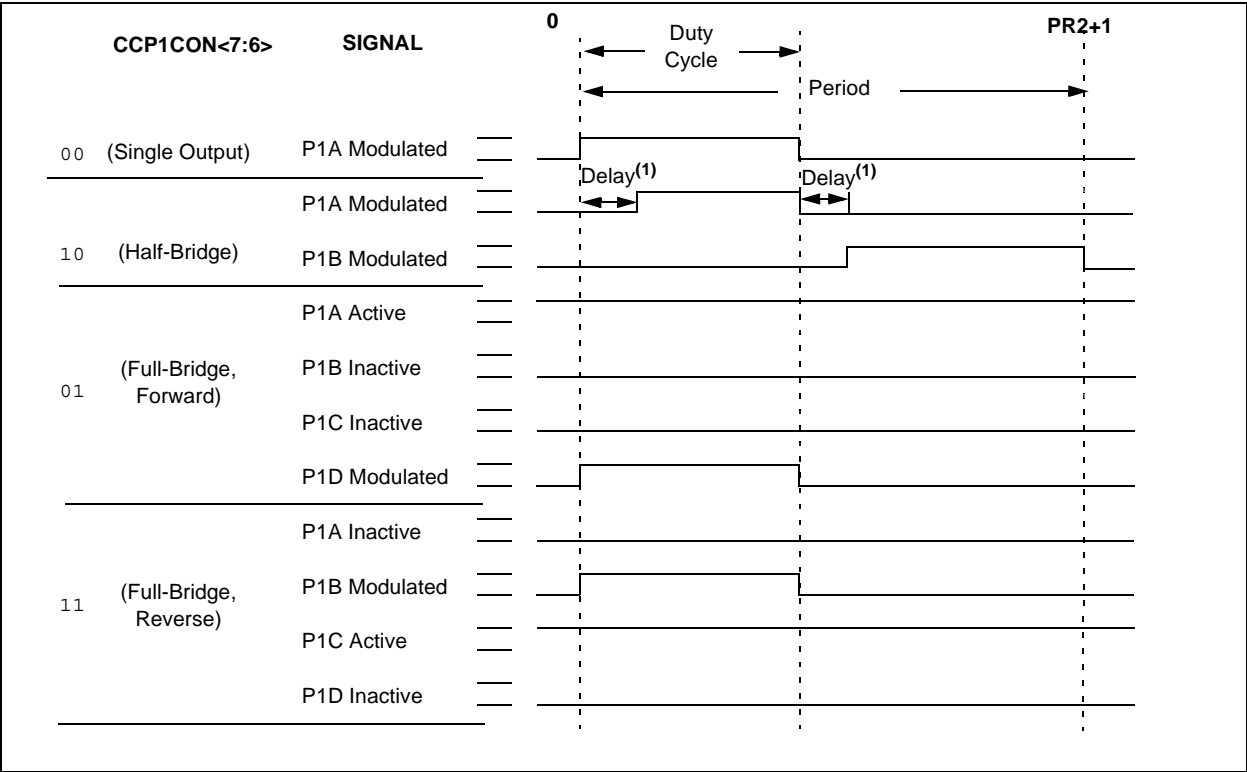 CCP1CON<7:6> SIGNAL 0 Duty Cycle PR2+1
Period
00 (Single Output) P1A Modulated
Delay(1) Delay(1)
P1A Modulated
10 (Half-Bridge) P1B Modulated
P1A Active
01 (Full-Bridge, Forward) P1B Inactive
P1C Inactive
P1D Modulated
P1A Inactive
11 (Full-Bridge, Reverse) P1B Modulated
P1C Active
P1D Inactive